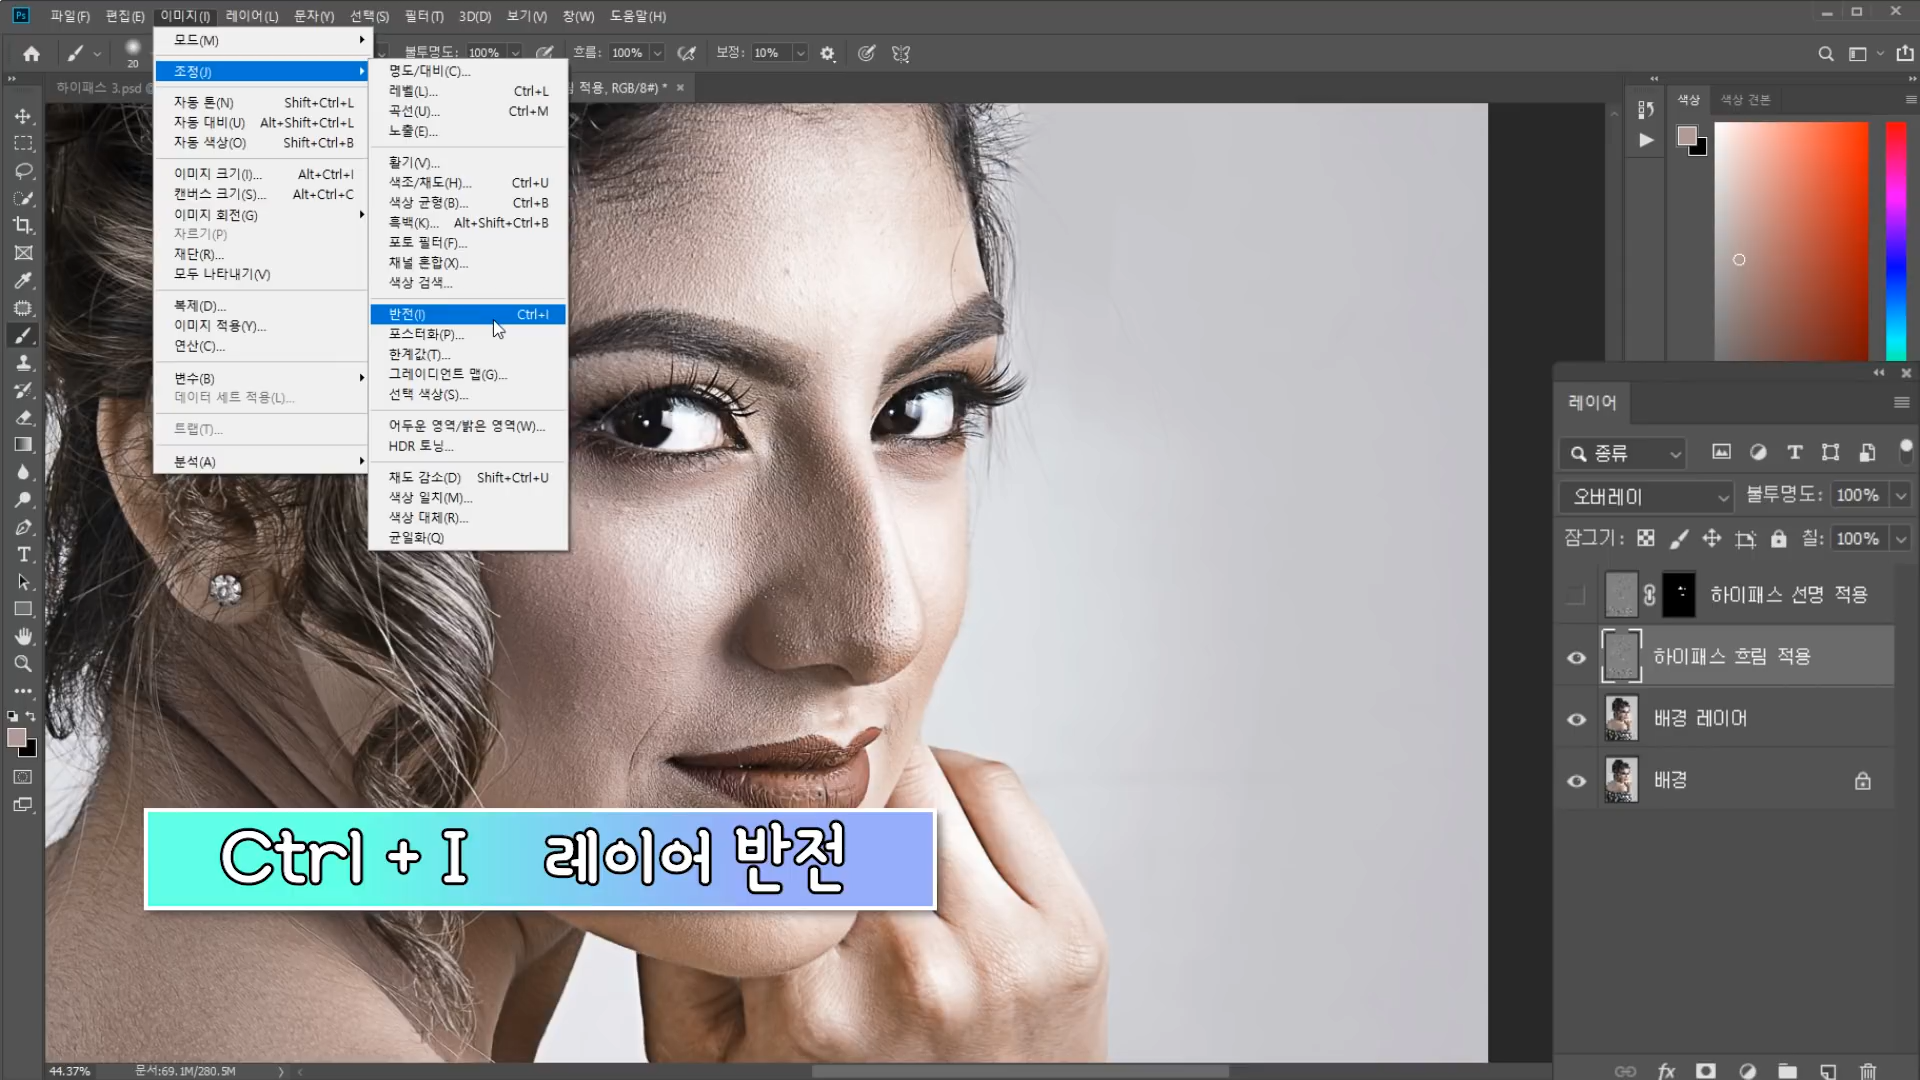 Ps 파일(F) 편집(E) 이미지(I) 레이어(L) 문자(Y) 선택(S) 필터(T) 3D(D) 보기(V) 창(W) 도움말(H)
20 불투명도: 100% 흐름: 100% 보정: 10%
하이패스 3.psd 림 적용, RGB/8#) *
모드(M)
조정(J)
자동 톤(N) Shift+Ctrl+L
자동 대비(U) Alt+Shift+Ctrl+L
자동 색상(O) Shift+Ctrl+B
이미지 크기(I)... Alt+Ctrl+I
캔버스 크기(S)... Alt+Ctrl+C
이미지 회전(G)
자르기(P)
재단(R)...
모두 나타내기(V)
복제(D)...
이미지 적용(Y)...
연산(C)...
변수(B)
데이터 세트 적용(L)...
트랩(T)...
분석(A)
명도/대비(C)...
레벨(L)... Ctrl+L
곡선(U)... Ctrl+M
노출(E)...
활기(V)...
색조/채도(H)... Ctrl+U
색상 균형(B)... Ctrl+B
흑백(K)... Alt+Shift+Ctrl+B
포토 필터(F)...
채널 혼합(X)...
색상 검색...
반전(I) Ctrl+I
포스터화(P)...
한계값(T)...
그레이디언트 맵(G)...
선택 색상(S)...
어두운 영역/밝은 영역(W)...
HDR 토닝...
채도 감소(D) Shift+Ctrl+U
색상 일치(M)...
색상 대체(R)...
균일화(Q)
색상 색상 견본
레이어
종류
오버레이 불투명도: 100%
잠그기: 칠: 100%
하이패스 선명 적용
하이패스 흐림 적용
배경 레이어
배경
fx
Ctrl + I 레이어 반전
44.37% 문서:69.1M/280.5M